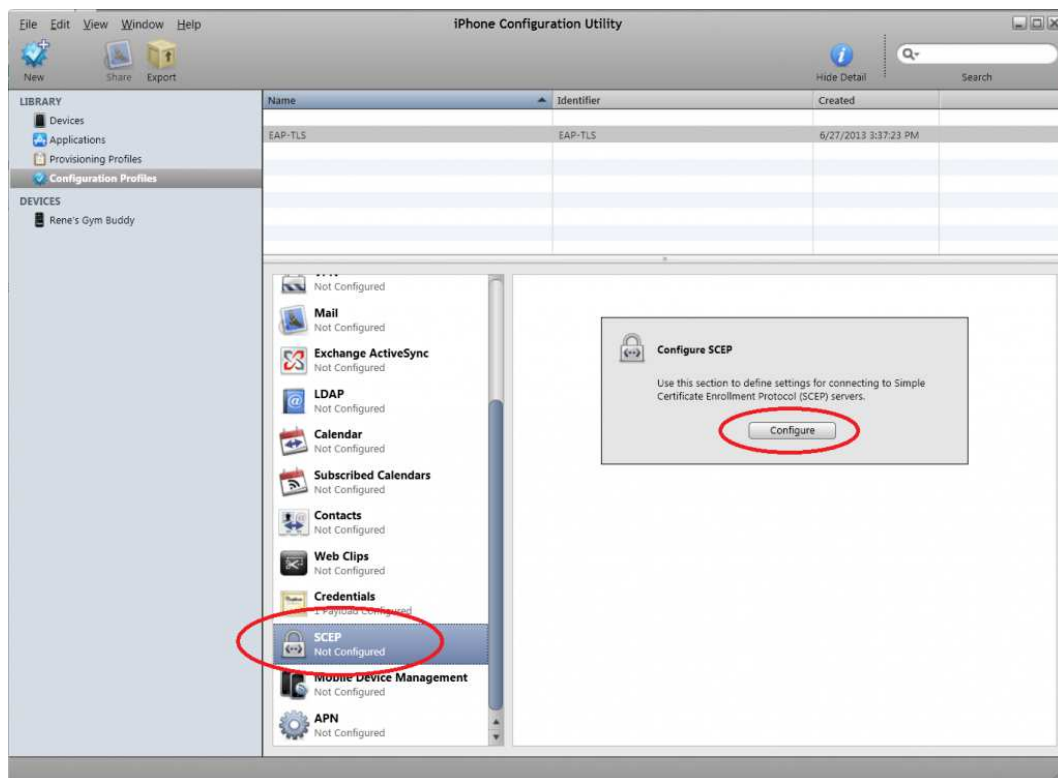 File Edit View Window Help
iPhone Configuration Utility
New Share Export
Hide Detail Search
LIBRARY
Devices
Applications
Provisioning Profiles
Configuration Profiles
DEVICES
Rene's Gym Buddy
Name Identifier Created
EAP-TLS EAP-TLS 6/27/2013 3:37:23 PM
Not Configured
Mail
Not Configured
Exchange ActiveSync
Not Configured
LDAP
Not Configured
Calendar
Not Configured
Subscribed Calendars
Not Configured
Contacts
Not Configured
Web Clips
Not Configured
Credentials
1 Payload Configured
SCEP
Not Configured
Mobile Device Management
Not Configured
APN
Not Configured
Configure SCEP
Use this section to define settings for connecting to Simple
Certificate Enrollment Protocol (SCEP) servers.
Configure